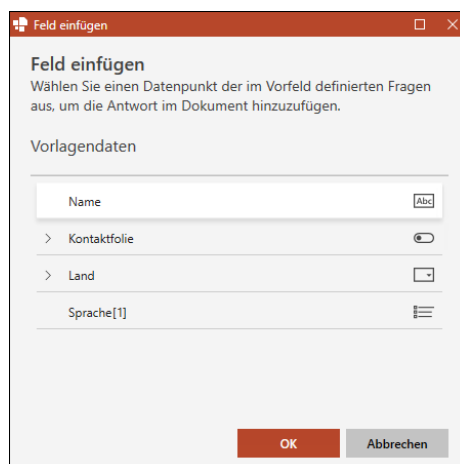 Feld einfügen
Feld einfügen
Wählen Sie einen Datenpunkt der im Vorfeld definierten Fragen
aus, um die Antwort im Dokument hinzuzufügen.
Vorlagendaten
Name Abc
Kontaktfolie
Land
Sprache[1]
OK Abbrechen